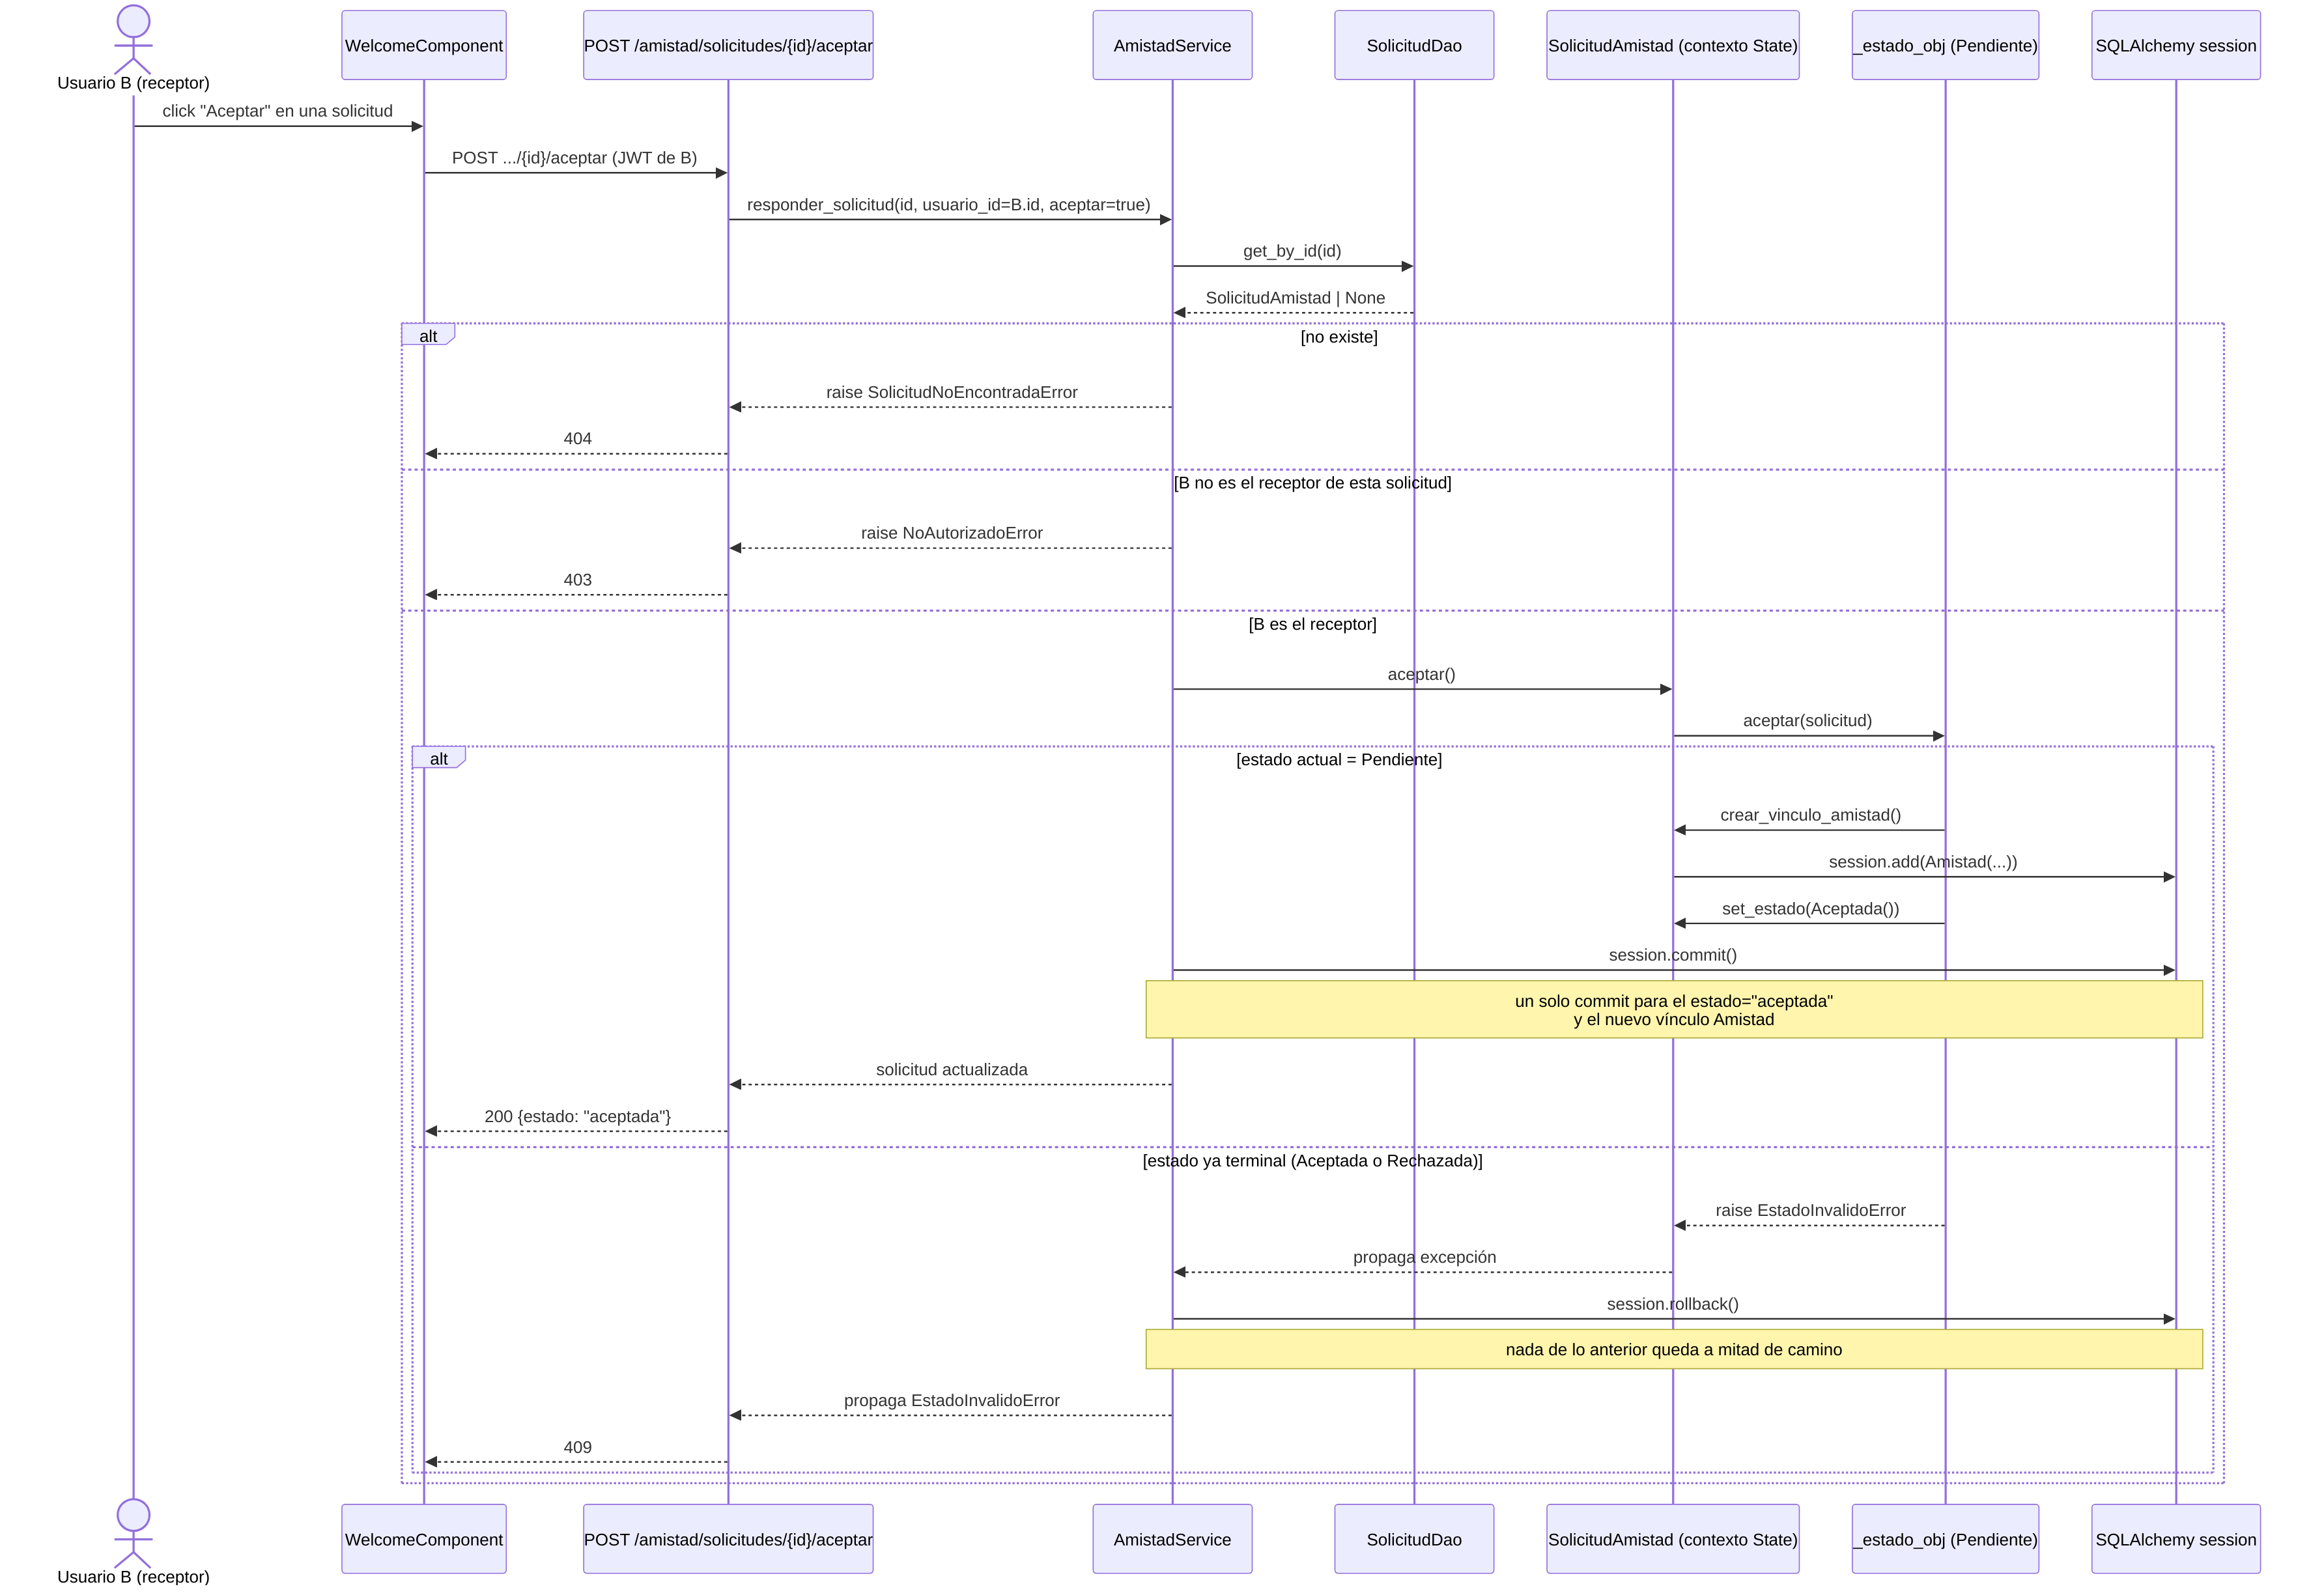 Usuario B (receptor)
WelcomeComponent
POST /amistad/solicitudes/{id}/aceptar
AmistadService
SolicitudDao
SolicitudAmistad (contexto State)
_estado_obj (Pendiente)
SQLAlchemy session
click "Aceptar" en una solicitud
POST .../{id}/aceptar (JWT de B)
responder_solicitud(id, usuario_id=B.id, aceptar=true)
get_by_id(id)
SolicitudAmistad | None
alt
[no existe]
raise SolicitudNoEncontradaError
404
[B no es el receptor de esta solicitud]
raise NoAutorizadoError
403
[B es el receptor]
aceptar()
aceptar(solicitud)
alt
[estado actual = Pendiente]
crear_vinculo_amistad()
session.add(Amistad(...))
set_estado(Aceptada())
session.commit()
un solo commit para el estado="aceptada"
y el nuevo vínculo Amistad
solicitud actualizada
200 {estado: "aceptada"}
[estado ya terminal (Aceptada o Rechazada)]
raise EstadoInvalidoError
propaga excepción
session.rollback()
nada de lo anterior queda a mitad de camino
propaga EstadoInvalidoError
409
Usuario B (receptor)
WelcomeComponent
POST /amistad/solicitudes/{id}/aceptar
AmistadService
SolicitudDao
SolicitudAmistad (contexto State)
_estado_obj (Pendiente)
SQLAlchemy session